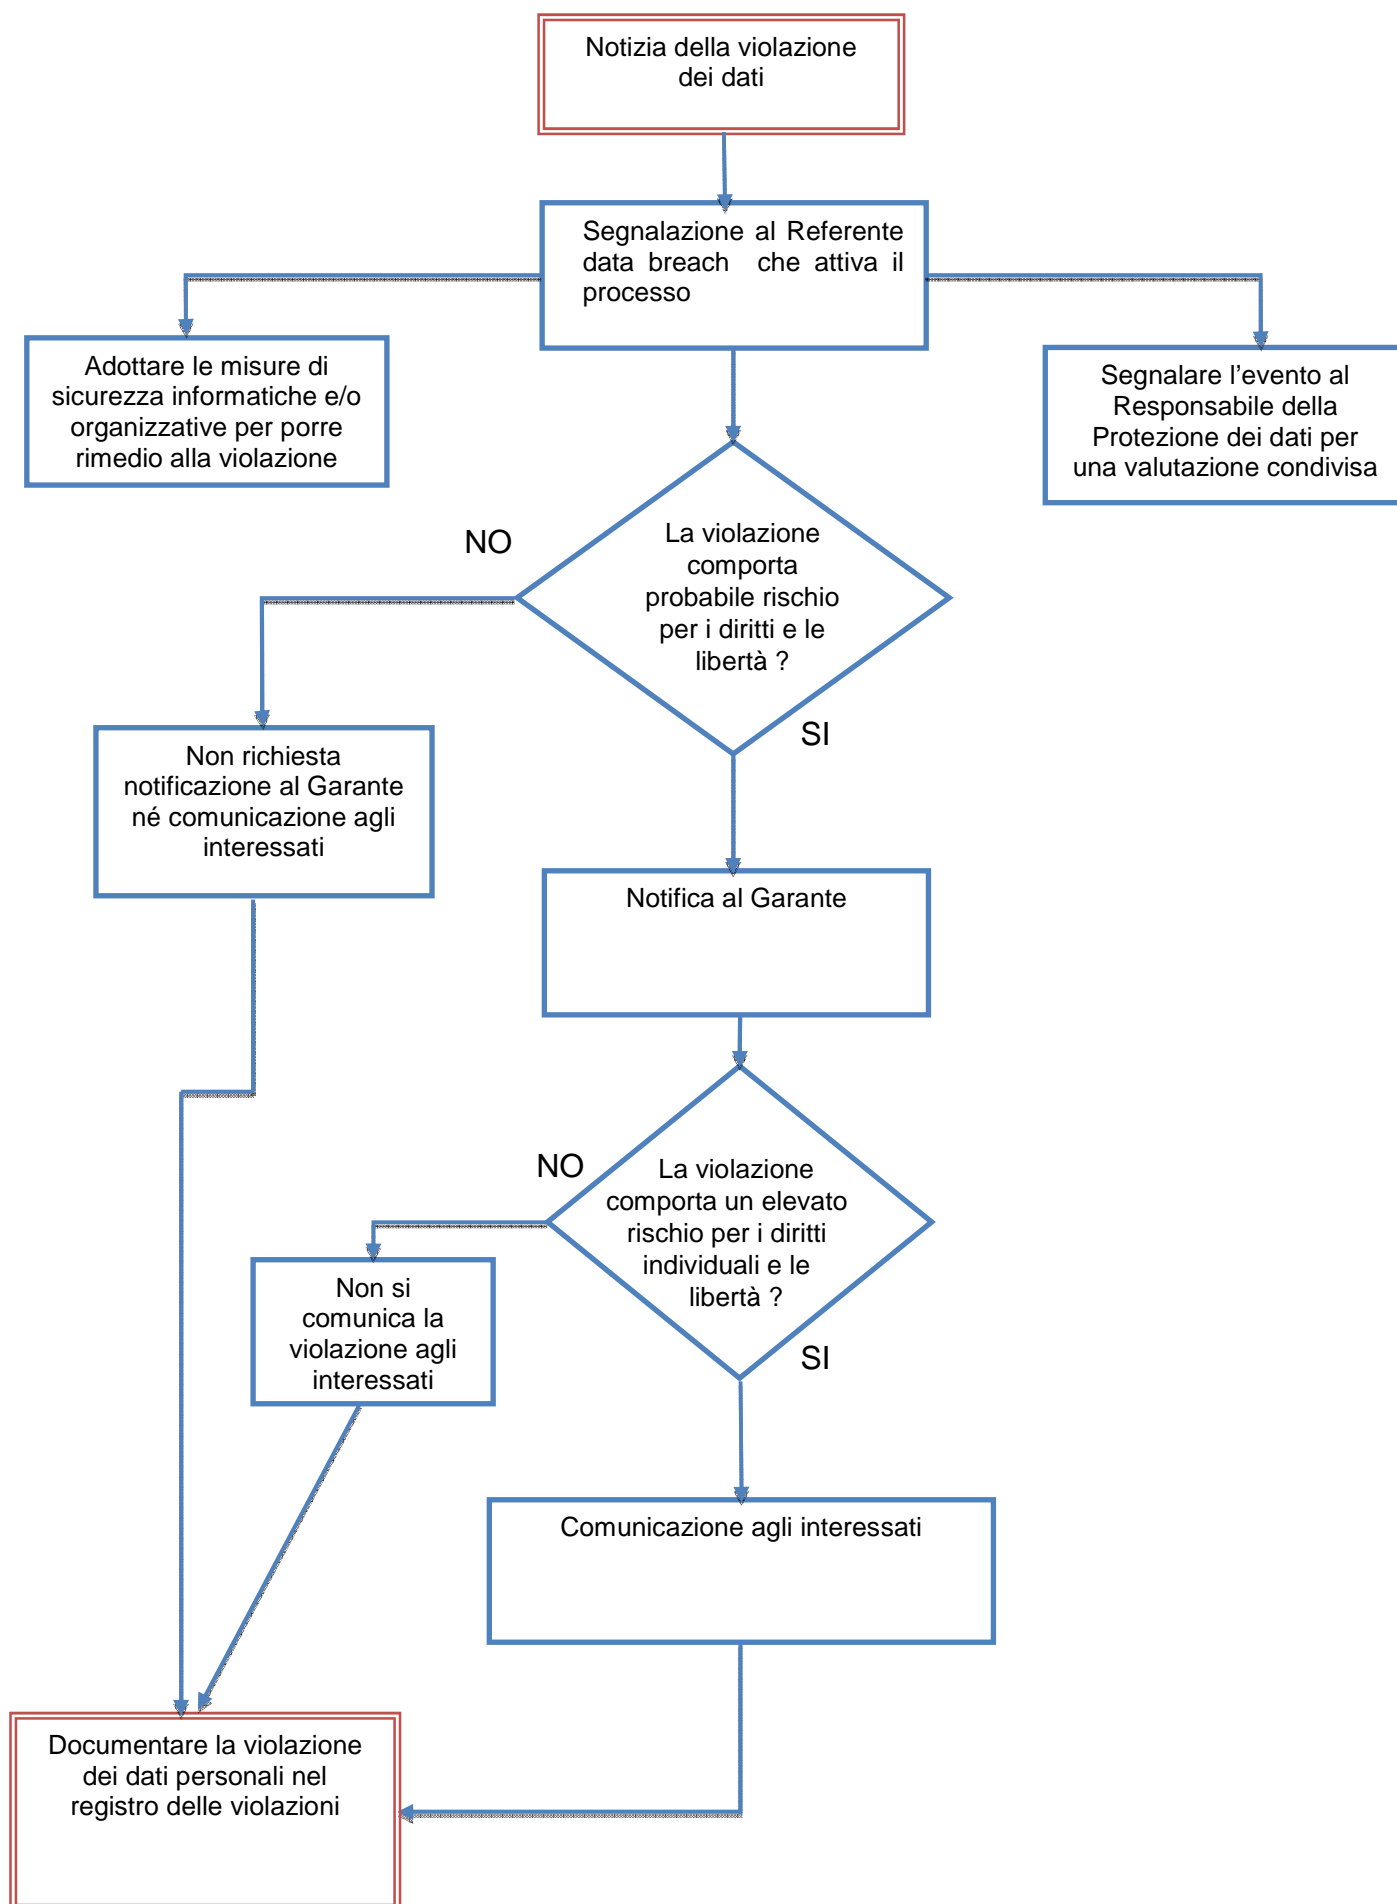 Notizia della violazione
dei dati
Segnalazione al Referente
data breach che attiva il
processo
Adottare le misure di
sicurezza informatiche e/o
organizzative per porre
rimedio alla violazione
Segnalare l’evento al
Responsabile della
Protezione dei dati per
una valutazione condivisa
NO
La violazione
comporta
probabile rischio
per i diritti e le
libertà ?
SI
Non richiesta
notificazione al Garante
né comunicazione agli
interessati
Notifica al Garante
NO
La violazione
comporta un elevato
rischio per i diritti
individuali e le
libertà ?
SI
Non si
comunica la
violazione agli
interessati
Comunicazione agli interessati
Documentare la violazione
dei dati personali nel
registro delle violazioni